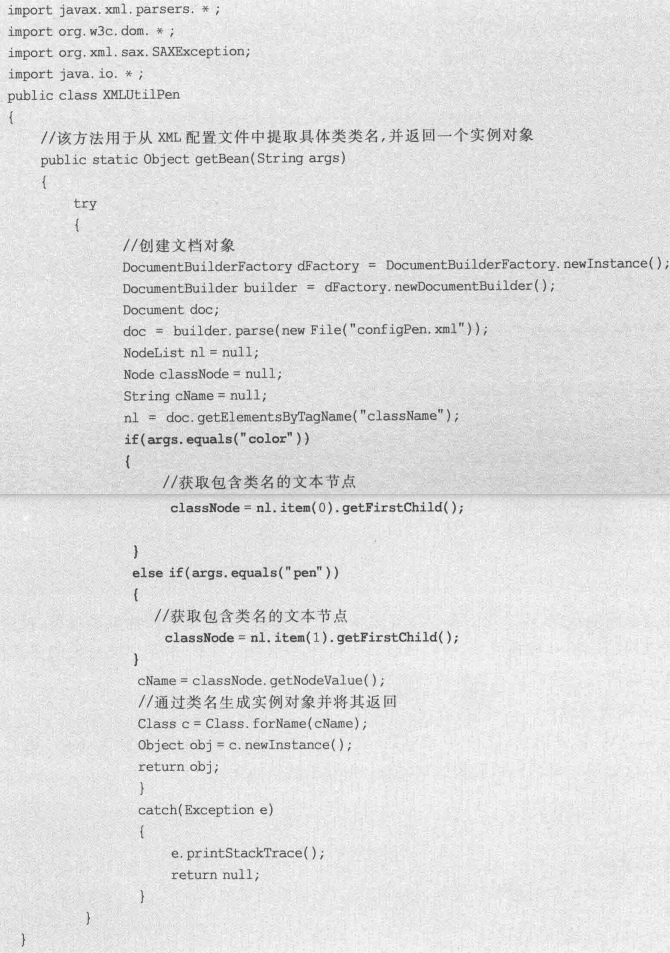 import javax.xml.parsers.*;
import org.w3c.dom.*;
import org.xml.sax.SAXException;
import java.io.*;
public class XMLUtilPen
{
//该方法用于从 XML 配置文件中提取具体类类名,并返回一个实例对象
public static Object getBean(String args)
{
try
{
//创建文档对象
DocumentBuilderFactory dFactory = DocumentBuilderFactory.newInstance();
DocumentBuilder builder = dFactory.newDocumentBuilder();
Document doc;
doc = builder.parse(new File("configPen.xml"));
NodeList nl = null;
Node classNode = null;
String cName = null;
nl = doc.getElementsByTagName("className");
if(args.equals("color"))
{
//获取包含类名的文本节点
classNode = nl.item(0).getFirstChild();
}
else if(args.equals("pen"))
{
//获取包含类名的文本节点
classNode = nl.item(1).getFirstChild();
}
cName = classNode.getNodeValue();
//通过类名生成实例对象并将其返回
Class c = Class.forName(cName);
Object obj = c.newInstance();
return obj;
}
catch(Exception e)
{
e.printStackTrace();
return null;
}
}
}